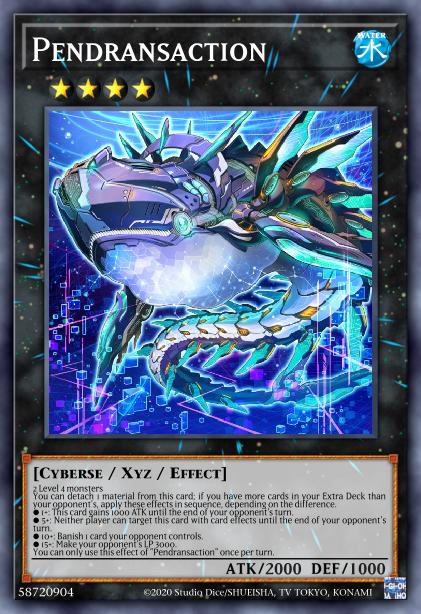 PENDRANSACTION
WATER
水
[CYBERSE / XYZ / EFFECT]
2 Level 4 monsters
You can detach 1 material from this card; if you have more cards in your Extra Deck than
your opponent's, apply these effects in sequence, depending on the difference.
● 1+: This card gains 1000 ATK until the end of your opponent's turn.
● 5+: Neither player can target this card with card effects until the end of your opponent's
turn.
● 10+: Banish 1 card your opponent controls.
● 15+: Make your opponent's LP 3000.
You can only use this effect of "Pendransaction" once per turn.
ATK/2000 DEF/1000
58720904
©2020 Studio Dice/SHUEISHA, TV TOKYO, KONAMI